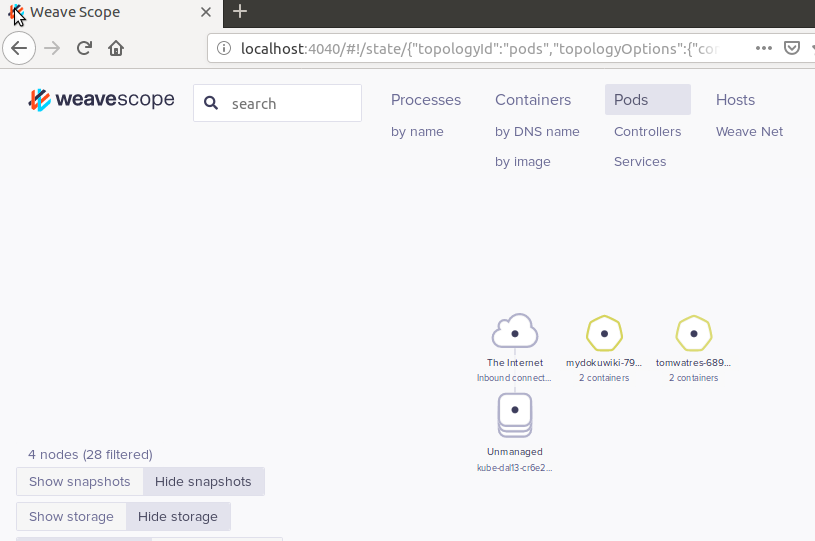 Weave Scope
localhost:4040/#!/state/{"topologyId":"pods","topologyOptions":{"cor
weavescope
search
Processes
Containers
Pods
Hosts
by name
by DNS name
Controllers
Weave Net
by image
Services
The Internet
Inbound connect...
mydokuwiki-79...
2 containers
tomwatres-689...
2 containers
Unmanaged
kube-dal13-cr6e2...
4 nodes (28 filtered)
Show snapshots
Hide snapshots
Show storage
Hide storage